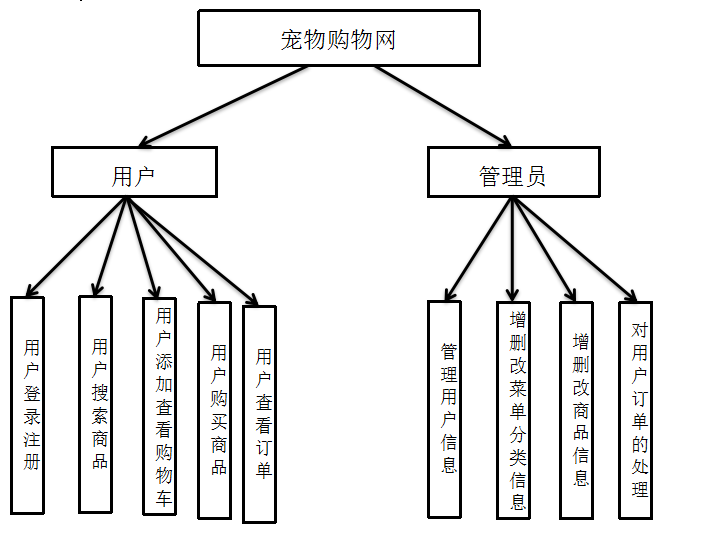 宠物购物网
用户
管理员
用户登录注册
用户搜索商品
用户添加查看购物车
用户购买商品
用户查看订单
管理用户信息
增删改菜单分类信息
增删改商品信息
对用户订单的处理